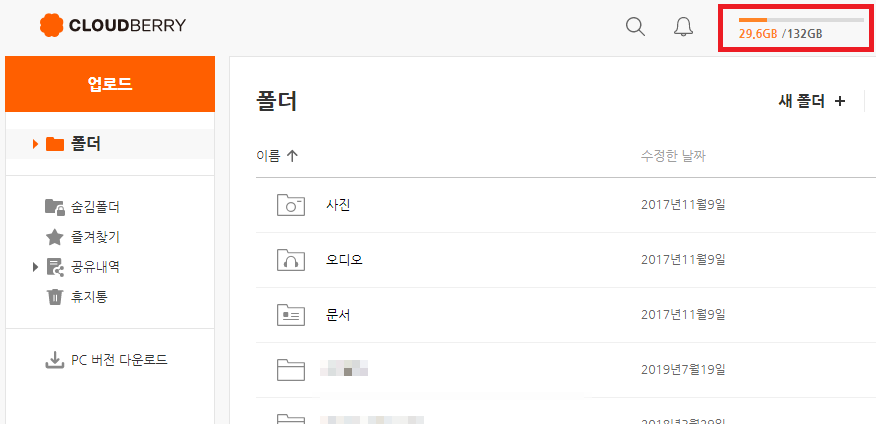 CLOUDBERRY
29.6GB /132GB
업로드
폴더
숨김폴더
즐겨찾기
공유내역
휴지통
PC 버전 다운로드
폴더
새 폴더 +
이름 ↑ 수정한 날짜
사진 2017년11월9일
오디오 2017년11월9일
문서 2017년11월9일
2019년7월19일